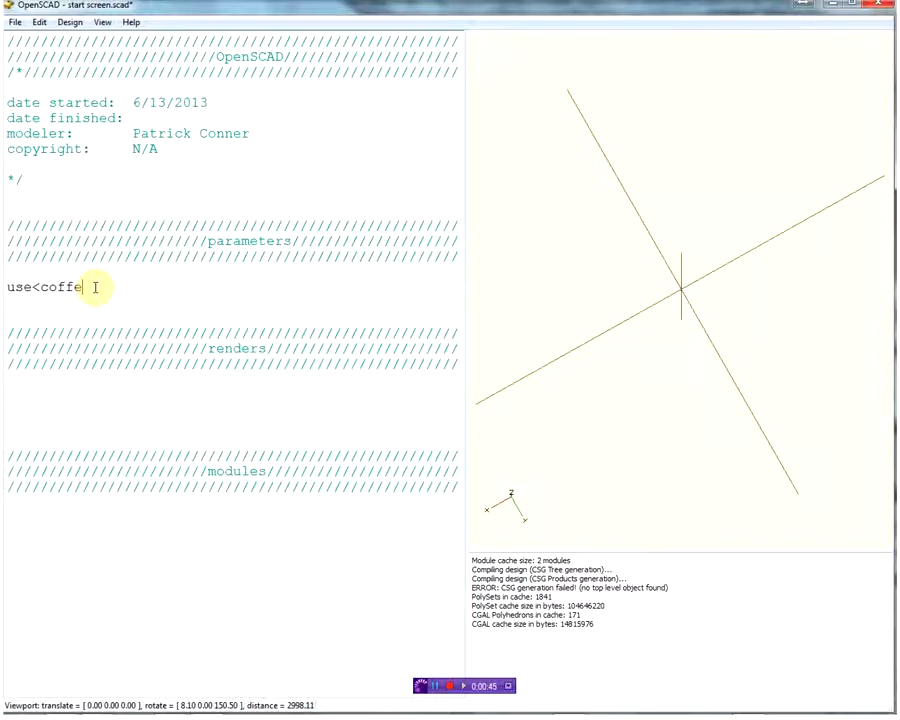 OpenSCAD - start screen.scad*
File Edit Design View Help
//////////////////////////////////////////////////////
/////////////////////////OpenSCAD/////////////////////
/*////////////////////////////////////////////////////
date started: 6/13/2013
date finished:
modeler: Patrick Conner
copyright: N/A
*/
//////////////////////////////////////////////////////
////////////////////////parameters////////////////////
//////////////////////////////////////////////////////
use<coffe
//////////////////////////////////////////////////////
////////////////////////renders///////////////////////
//////////////////////////////////////////////////////
//////////////////////////////////////////////////////
////////////////////////modules///////////////////////
//////////////////////////////////////////////////////
Z
X
Y
Module cache size: 2 modules
Compiling design (CSG Tree generation)...
Compiling design (CSG Products generation)...
ERROR: CSG generation failed! (no top level object found)
PolySets in cache: 1841
PolySet cache size in bytes: 104646220
CGAL Polyhedrons in cache: 171
CGAL cache size in bytes: 14815976
0:00:45
Viewport: translate = [ 0.00 0.00 0.00 ], rotate = [ 8.10 0.00 150.50 ], distance = 2998.11